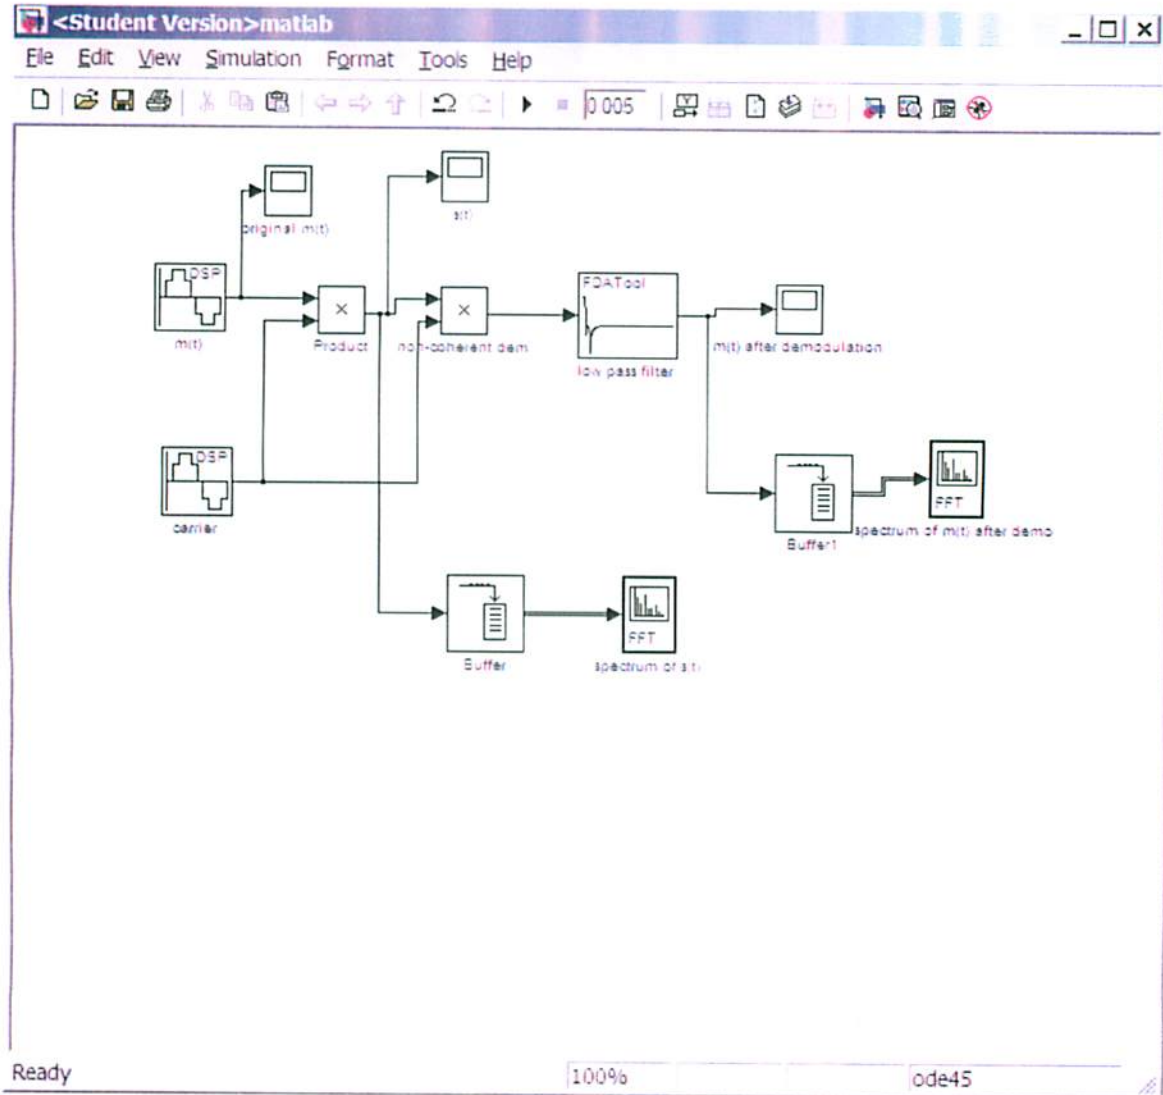 <Student Version>matlab
File Edit View Simulation Format Tools Help
0.005
original m(t)
s(t)
DSP
m(t)
×
Product
×
non-coherent dem
FDATool
low pass filter
m(t) after demodulation
DSP
carrier
Buffer1
FFT
spectrum of m(t) after demo
Buffer
FFT
spectrum of s(t)
Ready 100% ode45